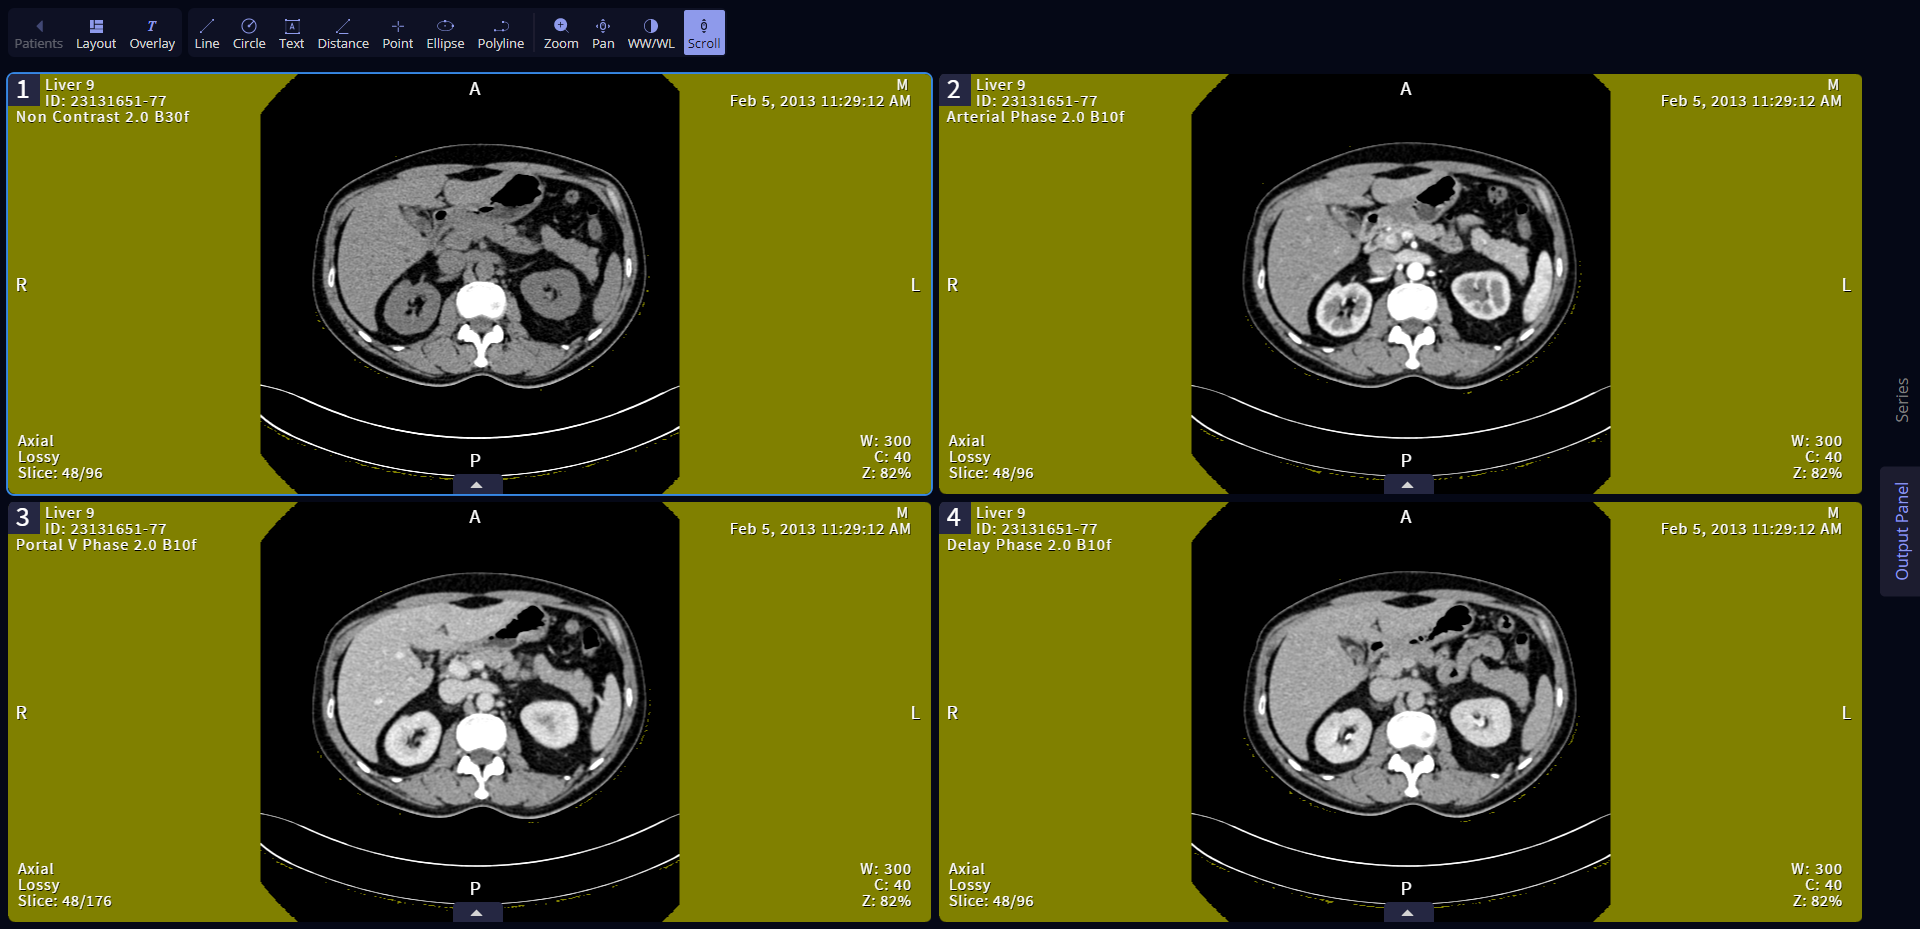 Patients Layout Overlay Line Circle Text Distance Point Ellipse Polyline Zoom Pan WW/WL Scroll
1
Liver 9
ID: 23131651-77
Non Contrast 2.0 B30f
A
M
Feb 5, 2013 11:29:12 AM
R
L
Axial
Lossy
Slice: 48/96
P
W: 300
C: 40
Z: 82%
2
Liver 9
ID: 23131651-77
Arterial Phase 2.0 B10f
A
M
Feb 5, 2013 11:29:12 AM
R
L
Axial
Lossy
Slice: 48/96
P
W: 300
C: 40
Z: 82%
3
Liver 9
ID: 23131651-77
Portal V Phase 2.0 B10f
A
M
Feb 5, 2013 11:29:12 AM
R
L
Axial
Lossy
Slice: 48/176
P
W: 300
C: 40
Z: 82%
4
Liver 9
ID: 23131651-77
Delay Phase 2.0 B10f
A
M
Feb 5, 2013 11:29:12 AM
R
L
Axial
Lossy
Slice: 48/96
P
W: 300
C: 40
Z: 82%
Series
Output Panel